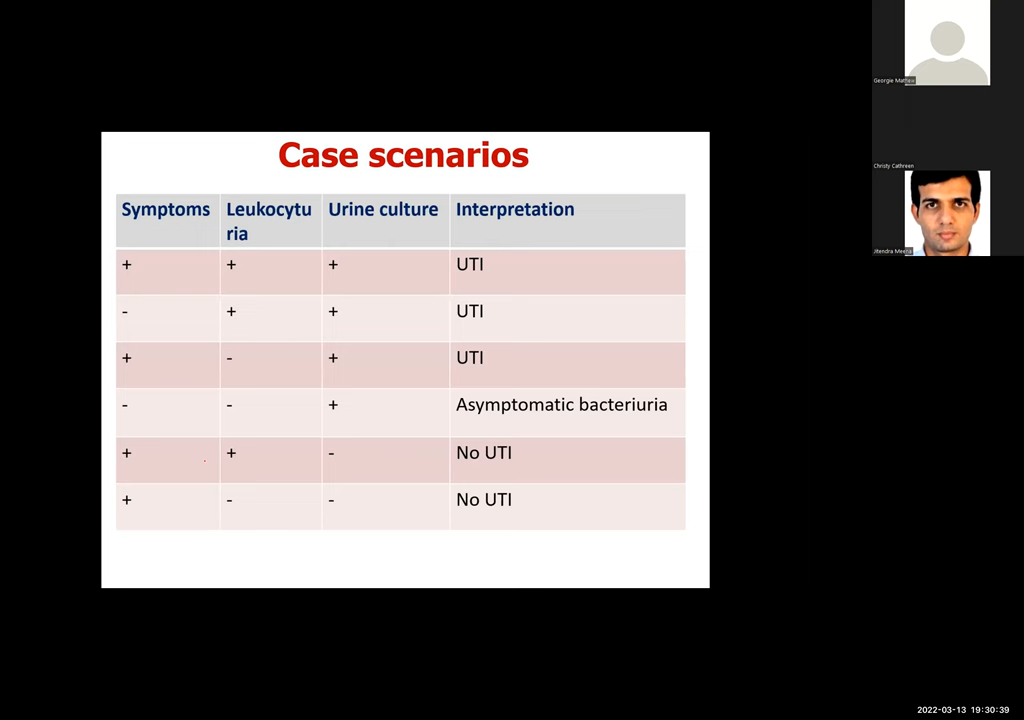 Case scenarios
Symptoms Leukocytu Urine culture Interpretation
ria
+ + + UTI
- + + UTI
+ - + UTI
- - + Asymptomatic bacteriuria
+ + - No UTI
+ - - No UTI
Georgie Mathew
Christy Cathreen
Jitendra Meena
2022-03-13 19:30:39